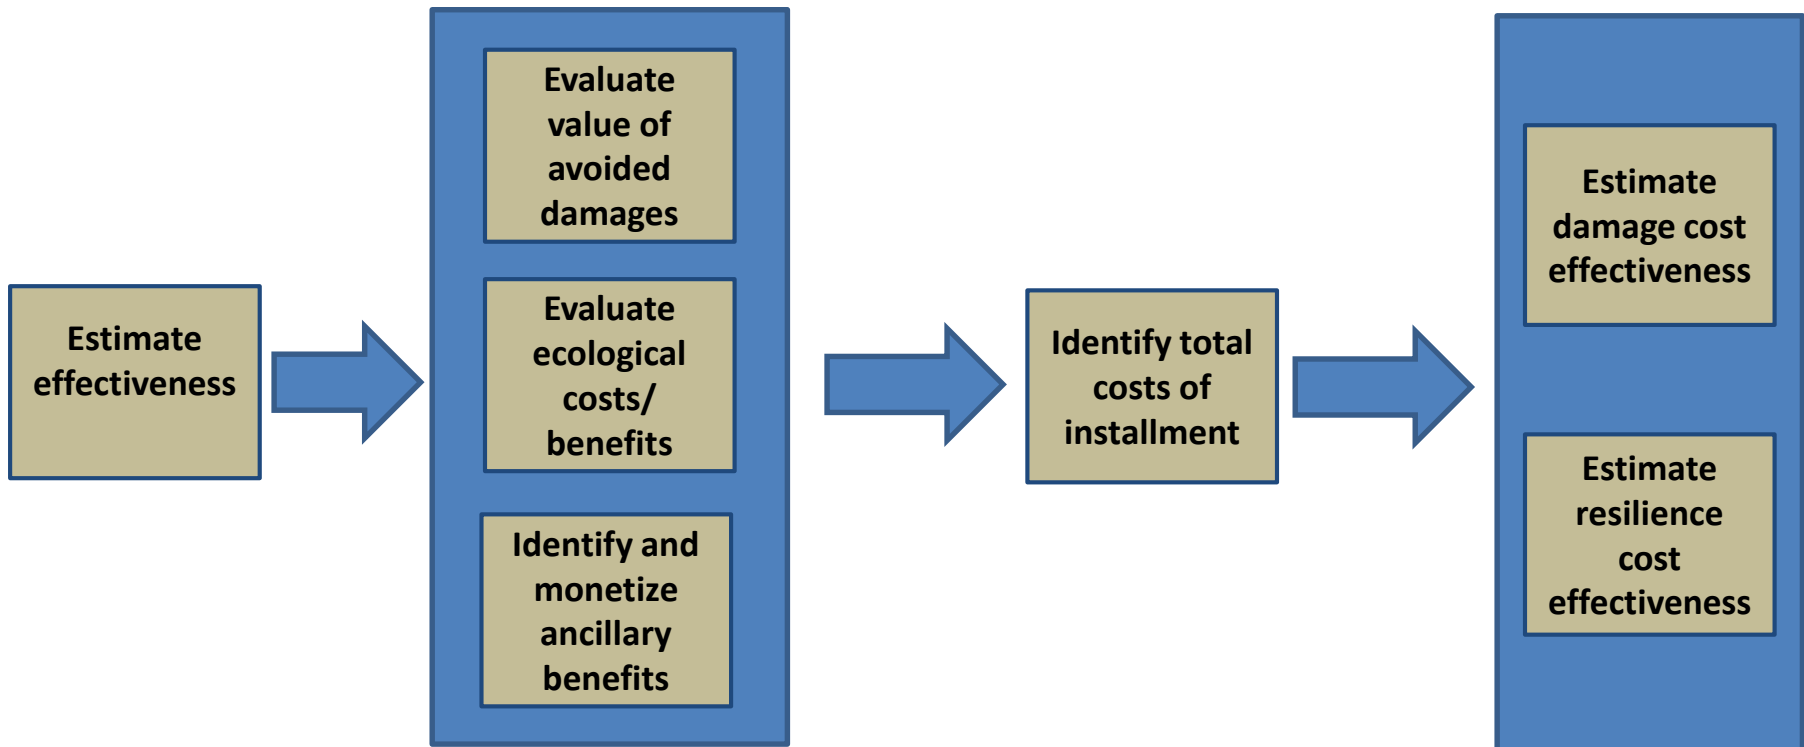 Estimate
effectiveness
Evaluate
value of
avoided
damages
Evaluate
ecological
costs/
benefits
Identify and
monetize
ancillary
benefits
Identify total
costs of
installment
Estimate
damage cost
effectiveness
Estimate
resilience
cost
effectiveness